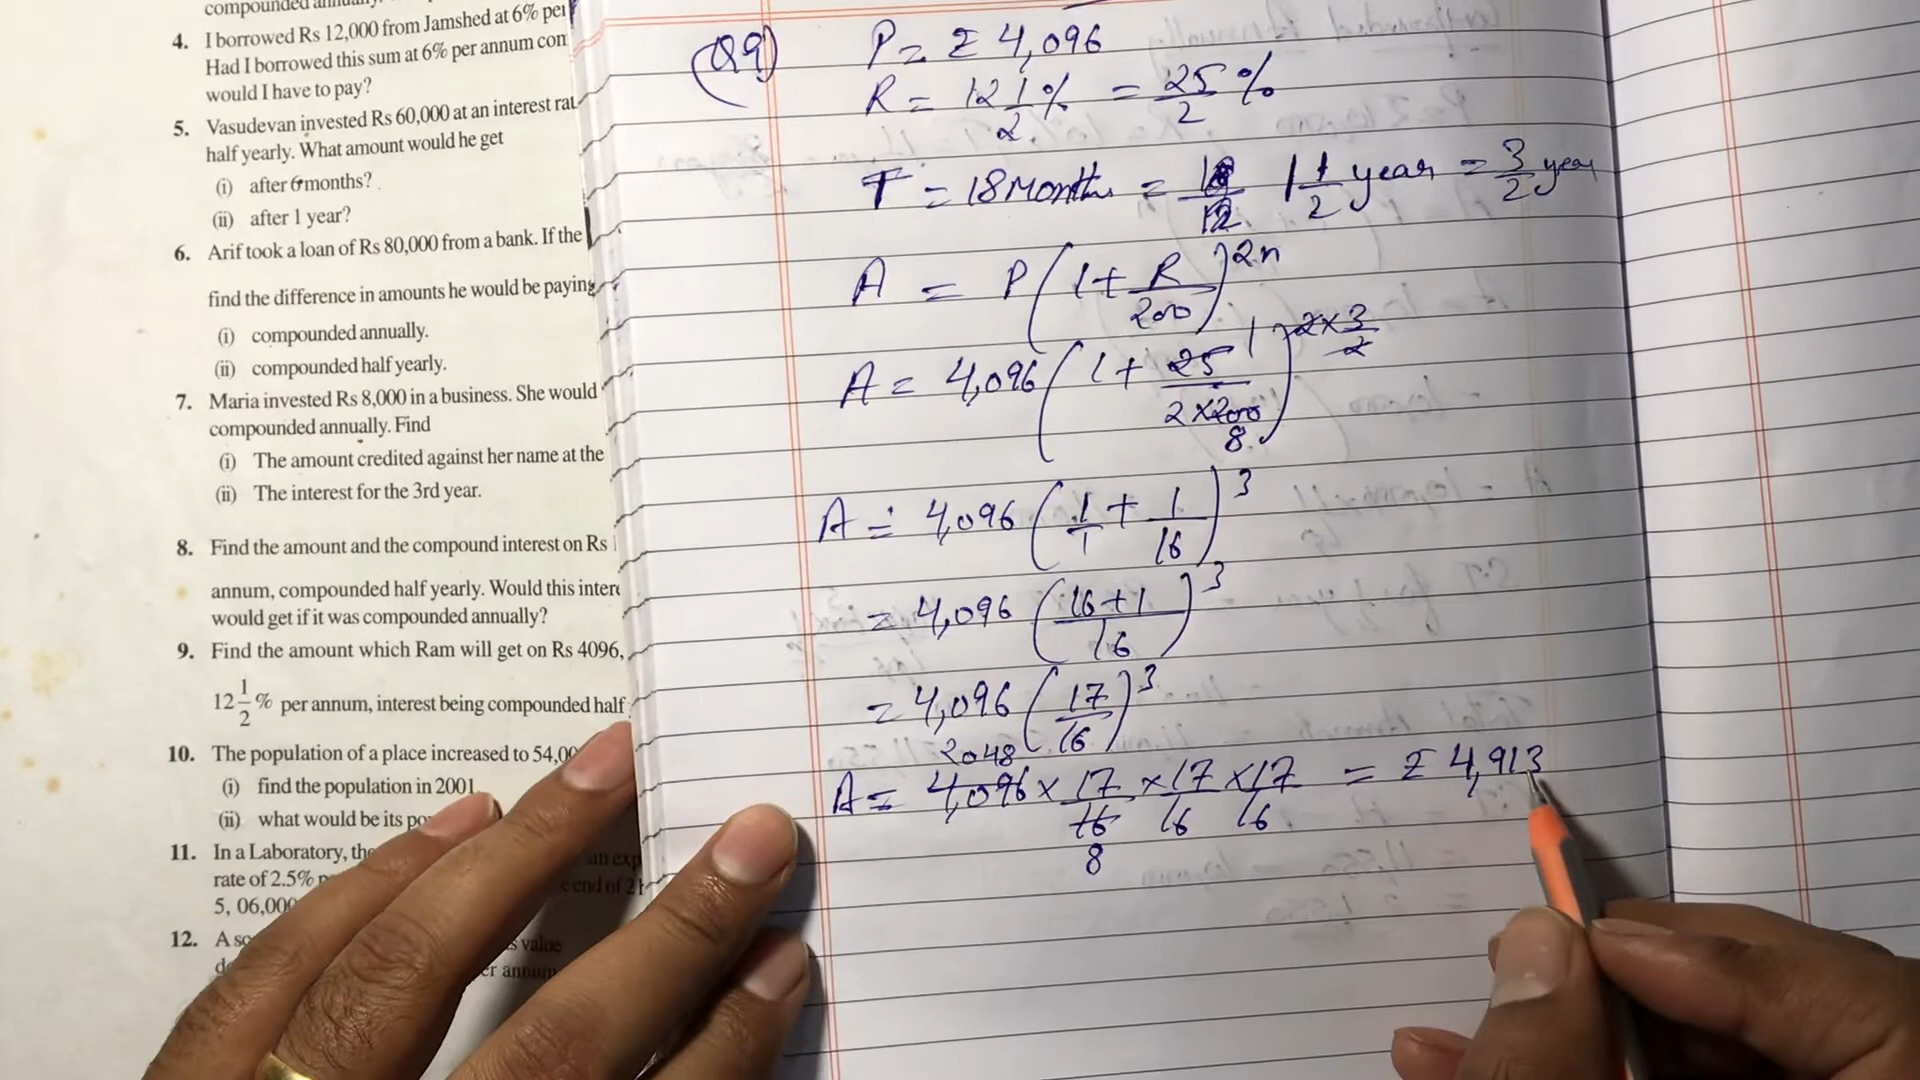 compounded
4. I borrowed Rs 12,000 from Jamshed at 6% per
Had I borrowed this sum at 6% per annum com
would I have to pay?
5. Vasudevan invested Rs 60,000 at an interest rat
half yearly. What amount would he get
(i) after 6 months?
(ii) after 1 year?
6. Arif took a loan of Rs 80,000 from a bank. If the
find the difference in amounts he would be paying
(i) compounded annually.
(ii) compounded half yearly.
7. Maria invested Rs 8,000 in a business. She would
compounded annually. Find
(i) The amount credited against her name at the
(ii) The interest for the 3rd year.
8. Find the amount and the compound interest on Rs
annum, compounded half yearly. Would this intere
would get if it was compounded annually?
9. Find the amount which Ram will get on Rs 4096,
12 1/2 % per annum, interest being compounded half
10. The population of a place increased to 54,00
(i) find the population in 2001
(ii) what would be its po
11. In a Laboratory, the
rate of 2.5% p
5, 06,000
12. A sc
s value
er annum
Q9) P = ₹ 4,096
R = 12 1/2 % = 25/2 %
T = 18 Months = 18/12 1 1/2 year = 3/2 year
A = P(1 + R/200)^2n
A = 4,096 (1 + 25/2×200)^2×3/2
1
8
A = 4,096 (1/1 + 1/16)^3
= 4,096 (16+1/16)^3
= 4,096 (17/16)^3
2048
A = 4,096 × 17/16 × 17/16 × 17/16 = ₹ 4,913
8